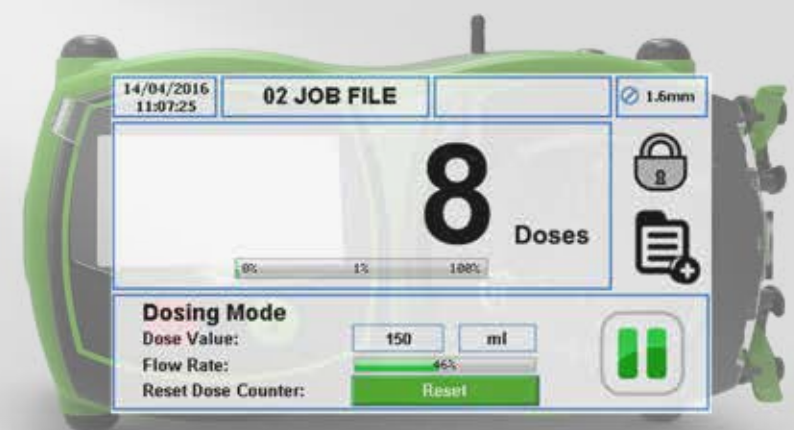 14/04/2016
11:07:25
02 JOB FILE
1.6mm
8 Doses
0% 1% 100%
Dosing Mode
Dose Value: 150 ml
Flow Rate: 46%
Reset Dose Counter: Reset